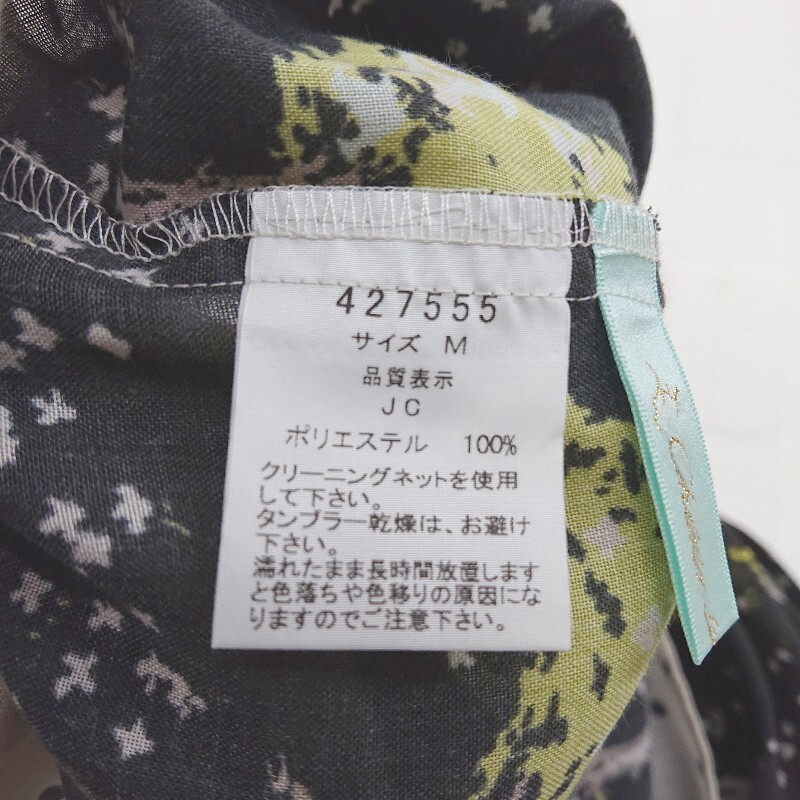 427555
サイズ M
品質表示
JC
ポリエステル 100%
クリーニングネットを使用
して下さい。
タンブラー乾燥は、お避け
下さい。
濡れたまま長時間放置します
と色落ちや色移りの原因にな
りますのでご注意下さい。